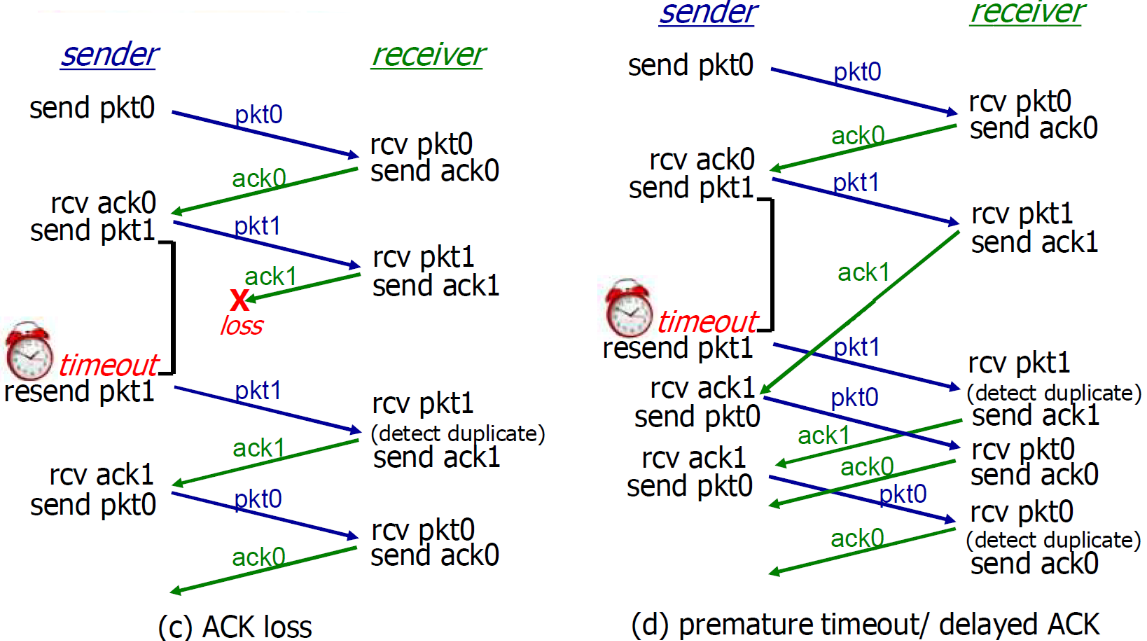 sender
receiver
send pkt0
pkt0
rcv pkt0
send ack0
ack0
rcv ack0
send pkt1
pkt1
rcv pkt1
send ack1
ack1
X
loss
timeout
resend pkt1
pkt1
rcv pkt1
(detect duplicate)
send ack1
ack1
rcv ack1
send pkt0
pkt0
rcv pkt0
send ack0
ack0
(c) ACK loss
sender
receiver
send pkt0
pkt0
rcv pkt0
send ack0
ack0
rcv ack0
send pkt1
pkt1
rcv pkt1
send ack1
ack1
timeout
resend pkt1
pkt1
rcv pkt1
(detect duplicate)
send ack1
rcv ack1
send pkt0
pkt0
ack1
rcv pkt0
send ack0
rcv ack1
send pkt0
ack0
pkt0
rcv pkt0
(detect duplicate)
send ack0
ack0
(d) premature timeout/ delayed ACK